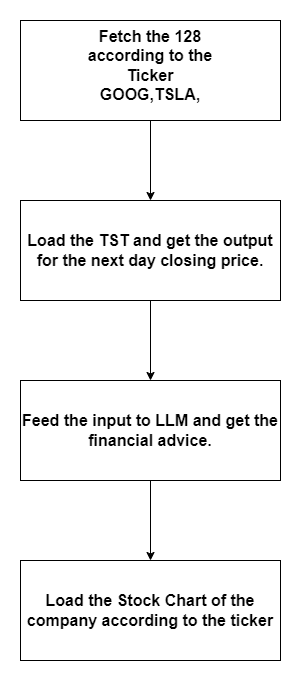 Fetch the 128
according to the
Ticker
GOOG,TSLA,
Load the TST and get the output
for the next day closing price.
Feed the input to LLM and get the
financial advice.
Load the Stock Chart of the
company according to the ticker